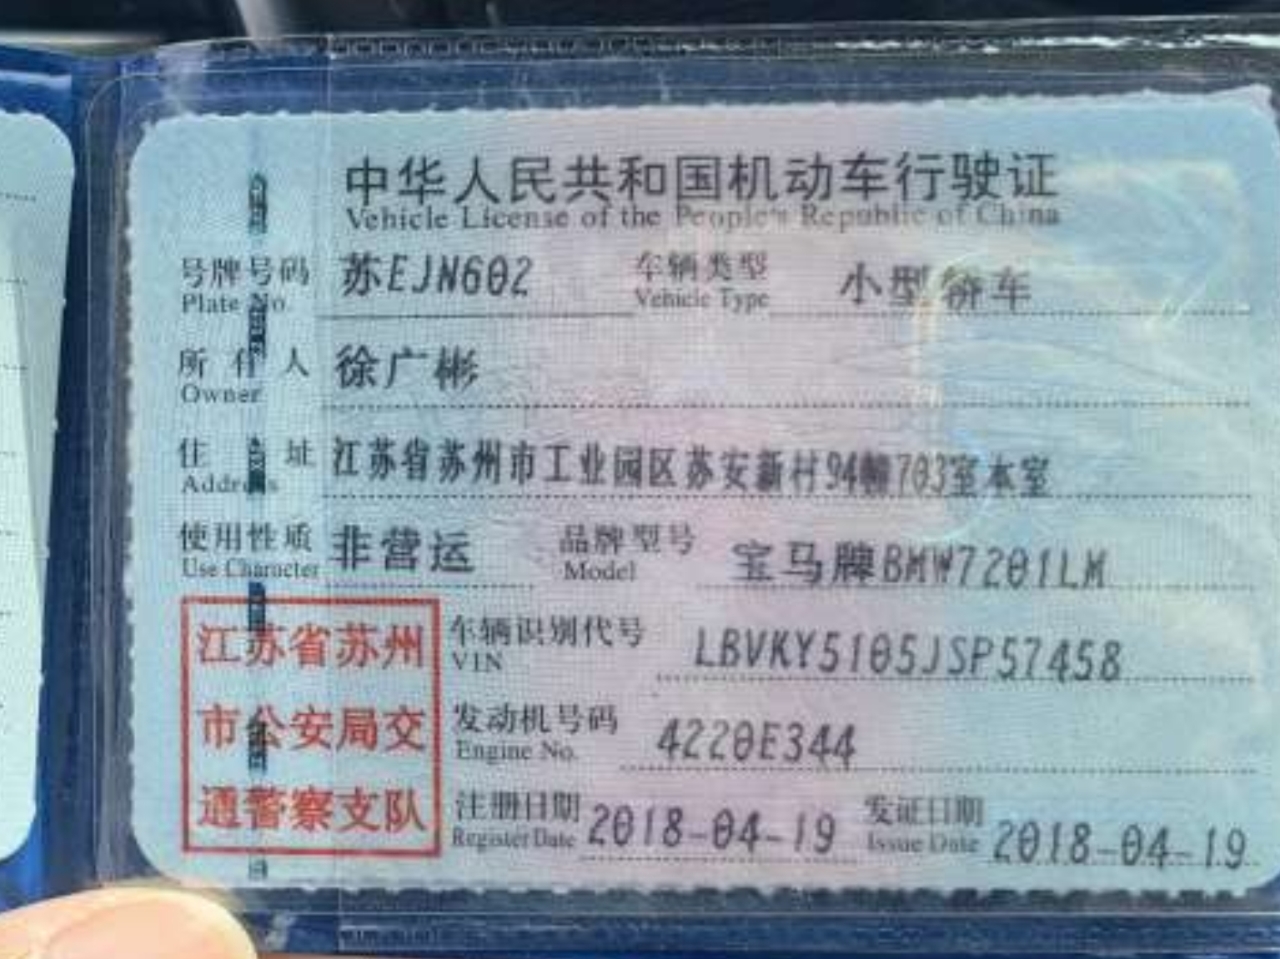 中华人民共和国机动车行驶证
Vehicle License of the People's Republic of China
号牌号码 苏EJN602 车辆类型 小型轿车
Plate No. Vehicle Type
所有人 徐广彬
Owner
住址 江苏省苏州市工业园区苏安新村94幢703室本室
Address
使用性质 非营运 品牌型号 宝马牌BMW7201LM
Use Character Model
江苏省苏州
市公安局交
通警察支队
车辆识别代号 LBVKY5105JSP57458
VIN
发动机号码 4220E344
Engine No.
注册日期 2018-04-19 发证日期 2018-04-19
Register Date Issue Date